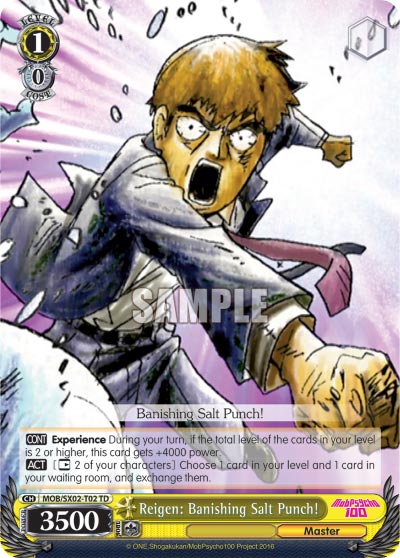 LEVEL
1
0
COST
SAMPLE
Banishing Salt Punch!
CONT Experience During your turn, if the total level of the cards in your level
is 2 or higher, this card gets +4000 power.
ACT [ 2 of your characters] Choose 1 card in your level and 1 card in
your waiting room, and exchange them.
CH MOB/SX02-T02 TD
POWER 3500 SOUL Reigen: Banishing Salt Punch! MobPsycho 100
Master
© ONE,Shogakukan/MobPsycho100 Project 2016